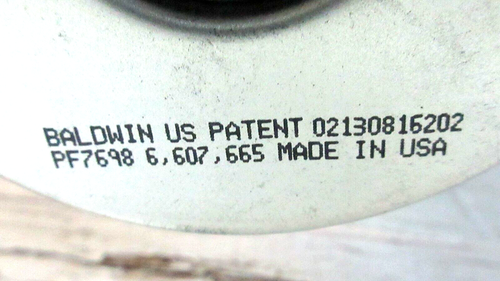 BALDWIN US PATENT 02130816202
PF7698 6,607,665 MADE IN USA